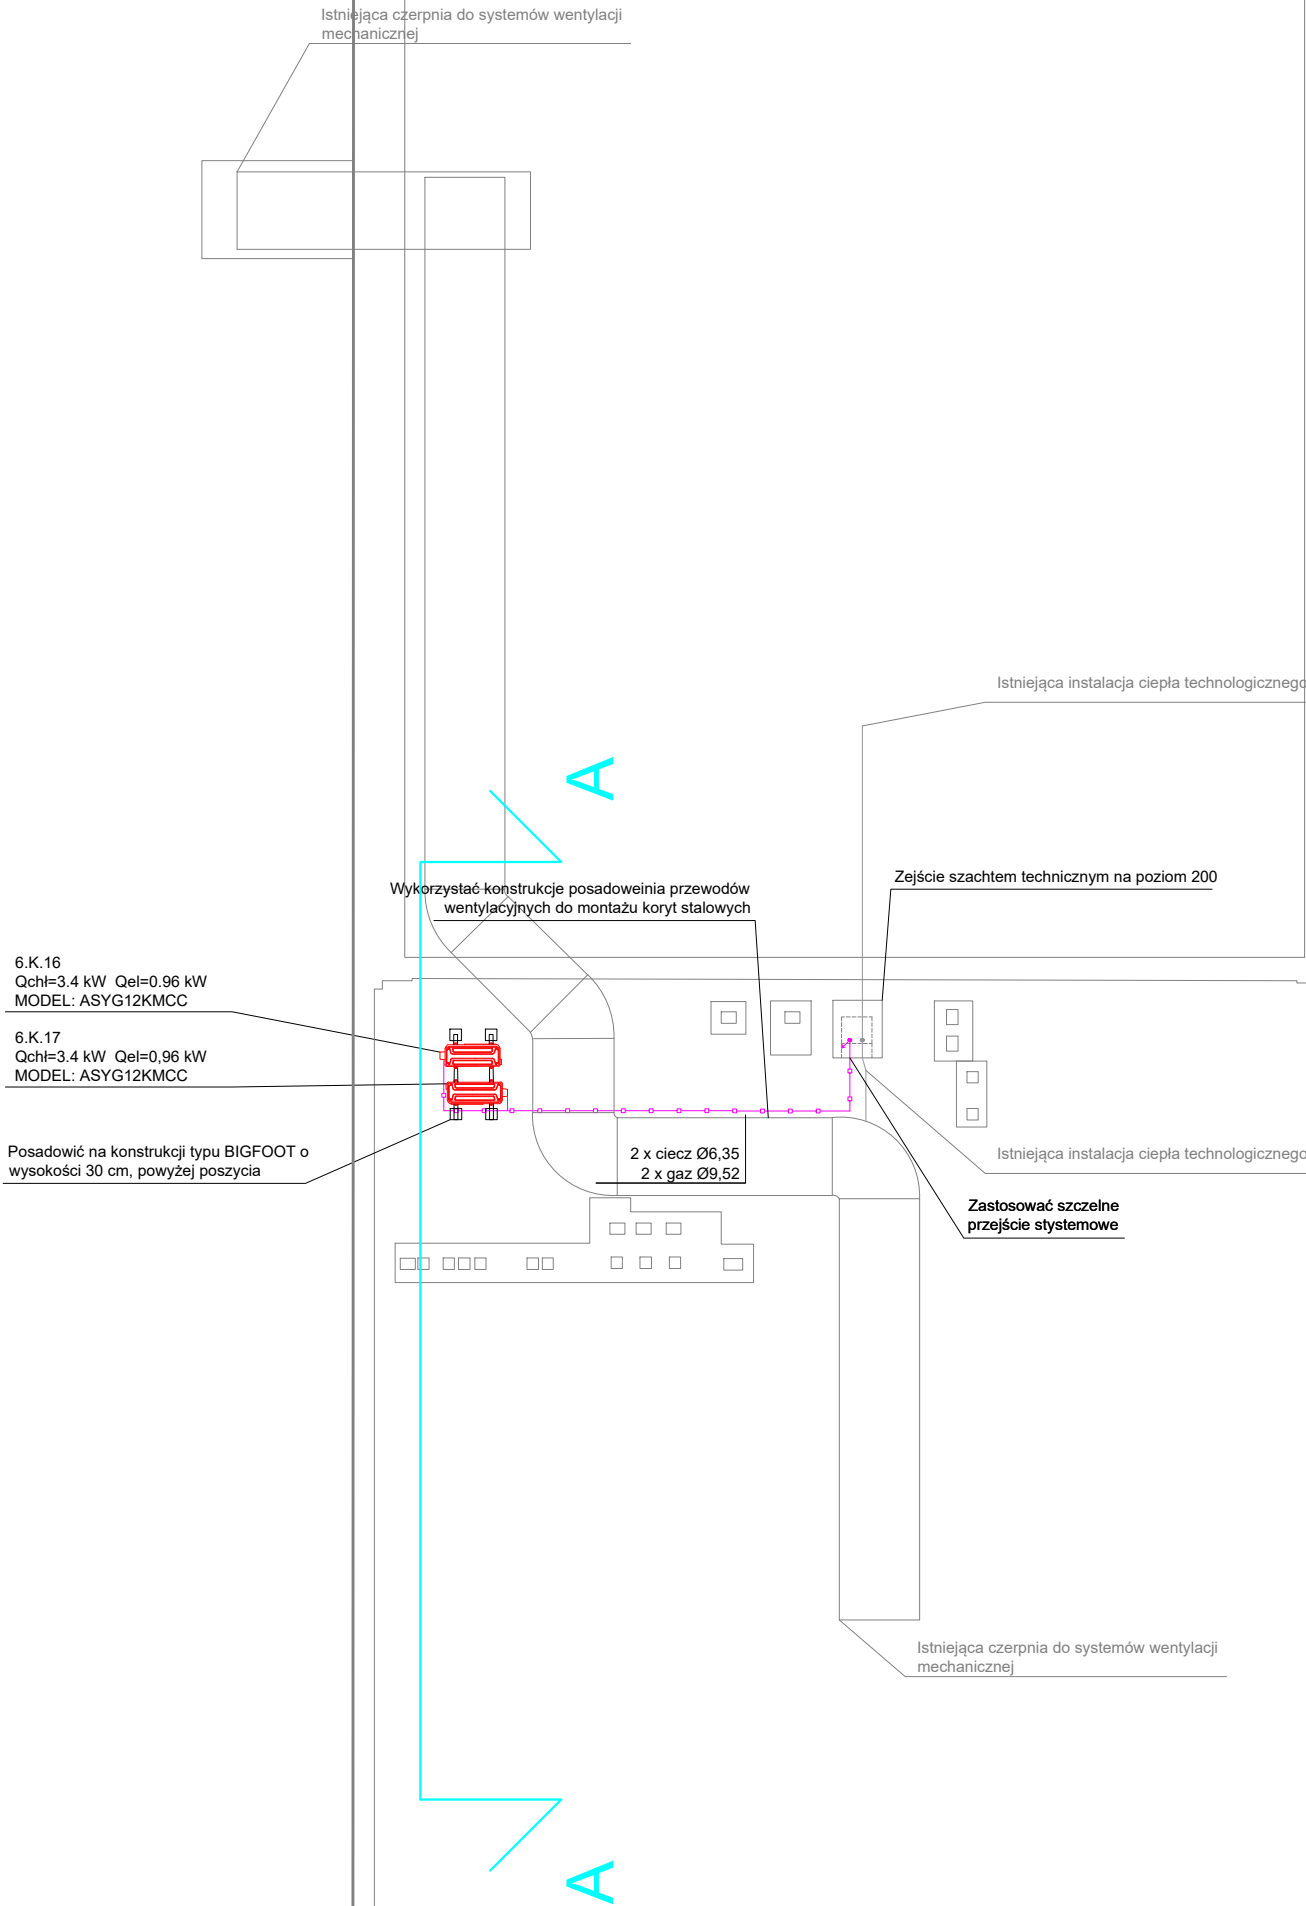 Istniejąca czerpnia do systemów wentylacji
mechanicznej
Istniejąca instalacja ciepła technologicznego
A
Wykorzystać konstrukcje posadoweinia przewodów
wentylacyjnych do montażu koryt stalowych
Zejście szachtem technicznym na poziom 200
6.K.16
Qchł=3.4 kW Qel=0.96 kW
MODEL: ASYG12KMCC
6.K.17
Qchł=3.4 kW Qel=0,96 kW
MODEL: ASYG12KMCC
Posadowić na konstrukcji typu BIGFOOT o
wysokości 30 cm, powyżej poszycia
2 x ciecz Ø6,35
2 x gaz Ø9,52
Istniejąca instalacja ciepła technologicznego
Zastosować szczelne
przejście stystemowe
Istniejąca czerpnia do systemów wentylacji
mechanicznej
A